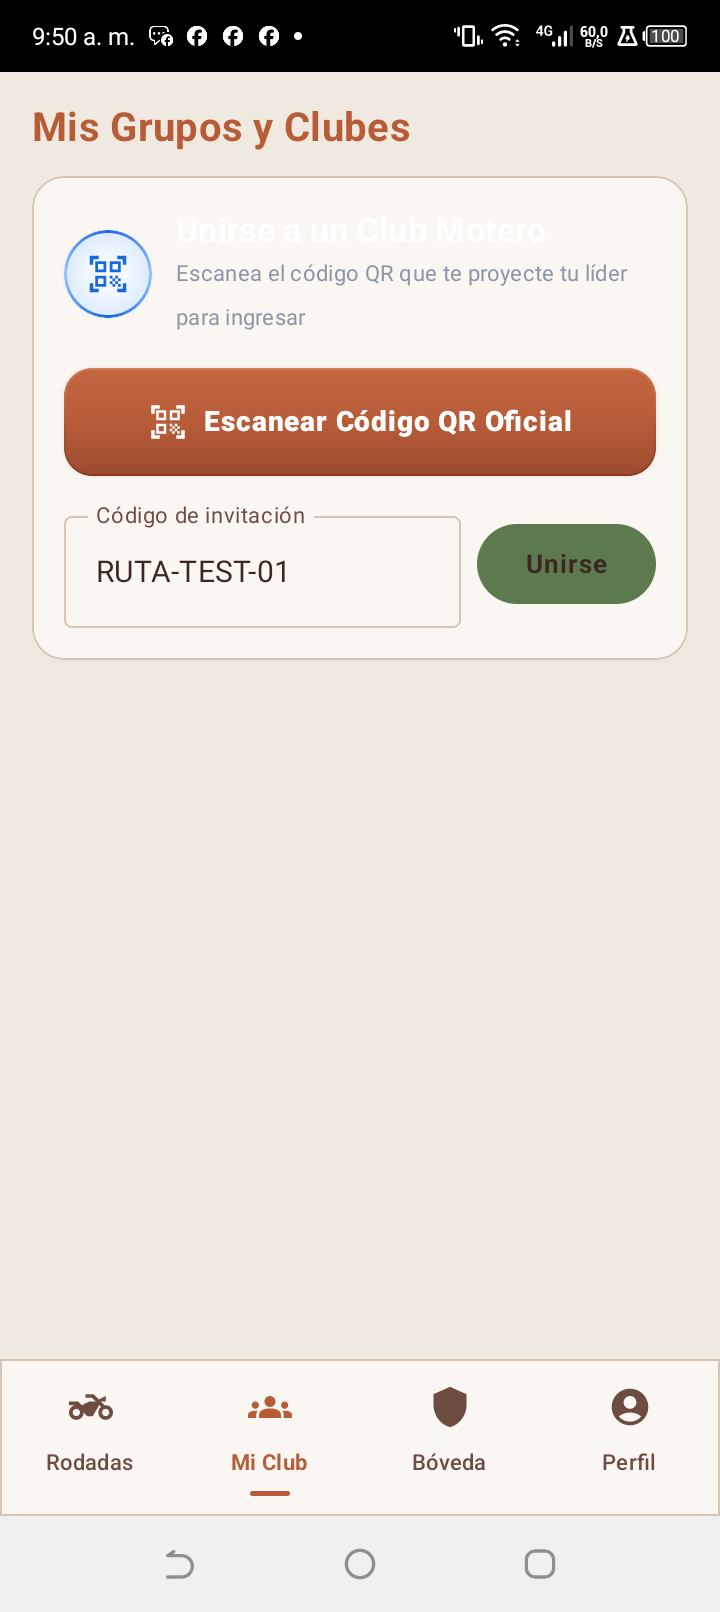 9:50 a. m.
4G
60,0
B/S
100
Mis Grupos y Clubes
Unirse a un Club Motero
Escanea el código QR que te proyecte tu líder
para ingresar
Escanear Código QR Oficial
Código de invitación
RUTA-TEST-01
Unirse
Rodadas
Mi Club
Bóveda
Perfil